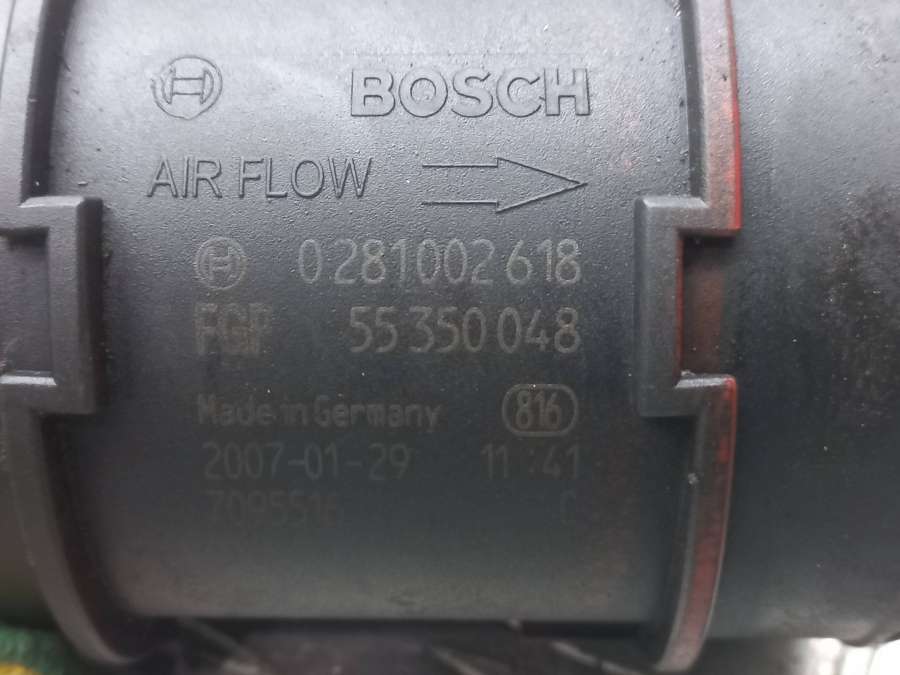 BOSCH
AIR FLOW
0 281 002 618
FGP 55 350 048
Made in Germany 816
2007-01-29 11:41